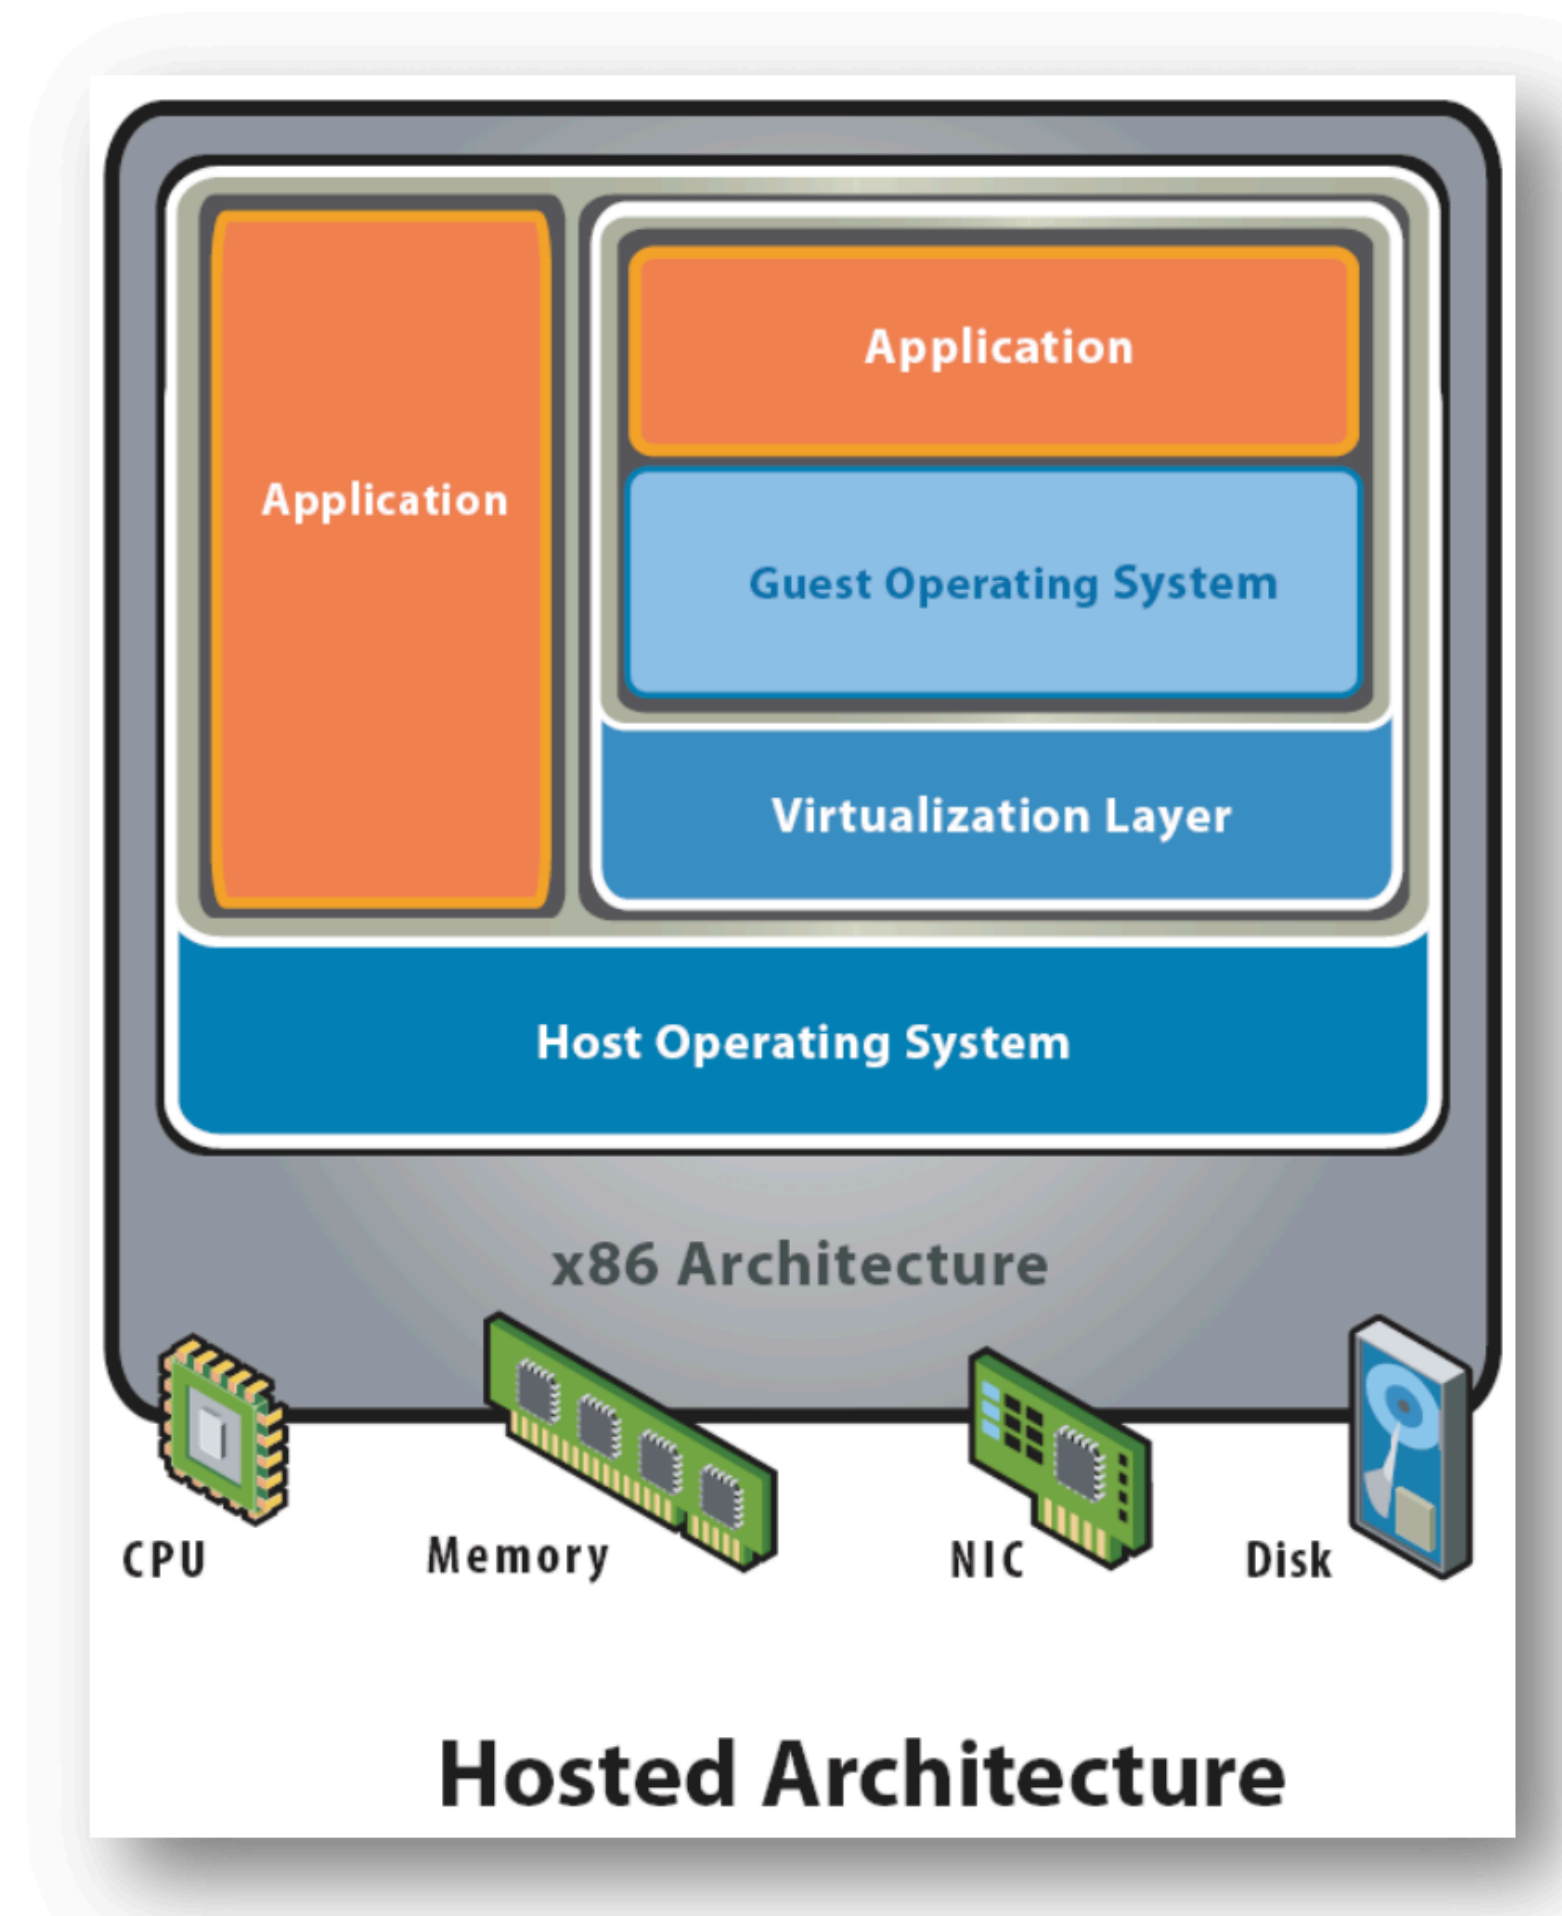 Application
Application
Guest Operating System
Virtualization Layer
Host Operating System
x86 Architecture
CPU
Memory
NIC
Disk
Hosted Architecture